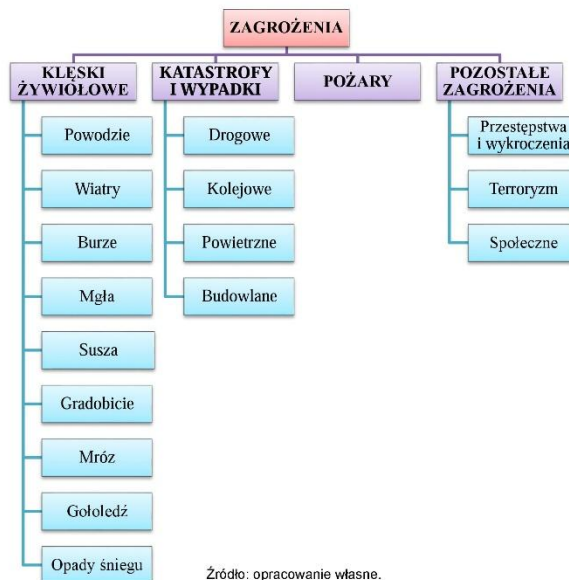 ZAGROŻENIA
KLĘSKI
ŻYWIOŁOWE
KATASTROFY
I WYPADKI
POŻARY
POZOSTAŁE
ZAGROŻENIA
Powodzie
Wiatry
Burze
Mgła
Susza
Gradobicie
Mróz
Gołoledź
Opady śniegu
Drogowe
Kolejowe
Powietrzne
Budowlane
Przestępstwa
i wykroczenia
Terroryzm
Społeczne
Źródło: opracowanie własne.